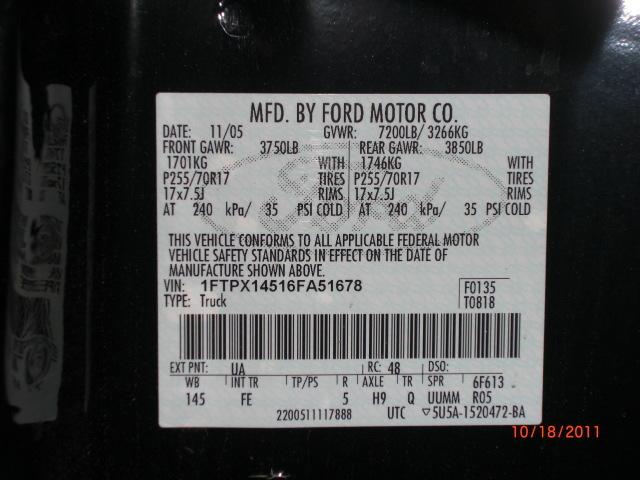 MFD. BY FORD MOTOR CO.
DATE: 11/05 GVWR: 7200LB/ 3266KG
FRONT GAWR: 3750LB REAR GAWR: 3850LB
1701KG WITH 1746KG WITH
P255/70R17 TIRES P255/70R17 TIRES
17x7.5J RIMS 17x7.5J RIMS
AT 240 kPa/ 35 PSI COLD AT 240 kPa/ 35 PSI COLD
THIS VEHICLE CONFORMS TO ALL APPLICABLE FEDERAL MOTOR
VEHICLE SAFETY STANDARDS IN EFFECT ON THE DATE OF
MANUFACTURE SHOWN ABOVE.
VIN: 1FTPX14516FA51678 F0135
TYPE: Truck T0818
EXT PNT: UA RC: 48 DSO:
WB INT TR TP/PS R AXLE TR SPR 6F613
145 FE 5 H9 Q UUMM R05
2200511117888 UTC ▽5U5A-1520472-BA
10/18/2011